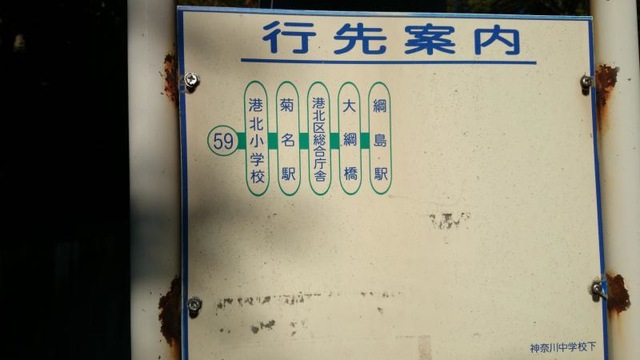 行先案内
59
港北小学校
菊名駅
港北区総合庁舎
大綱橋
綱島駅
神奈川中学校下